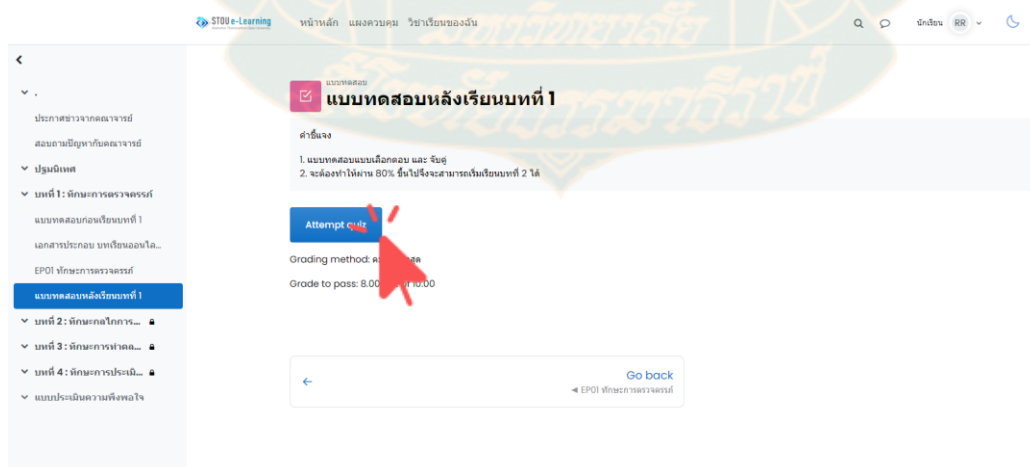 STOU e-Learning
หน้าหลัก แผงควบคุม วิชาเรียนของฉัน
นักเรียน RR
.
ประกาศข่าวจากคณาจารย์
สอบถามปัญหากับคณาจารย์
ปฐมนิเทศ
บทที่ 1 : ทักษะการตรวจครรภ์
แบบทดสอบก่อนเรียนบทที่ 1
เอกสารประกอบ บทเรียนออนไล...
EP01 ทักษะการตรวจครรภ์
แบบทดสอบหลังเรียนบทที่ 1
บทที่ 2 : ทักษะกลไกการ...
บทที่ 3 : ทักษะการทำคล...
บทที่ 4 : ทักษะการประเมิ...
แบบประเมินความพึงพอใจ
แบบทดสอบ
แบบทดสอบหลังเรียนบทที่ 1
คำชี้แจง
1. แบบทดสอบแบบเลือกตอบ และ จับคู่
2. จะต้องทำให้ผ่าน 80% ขึ้นไปจึงจะสามารถเริ่มเรียนบทที่ 2 ได้
Attempt quiz
Grading method:
Grade to pass: 8.00 of 10.00
Go back
◄ EP01 ทักษะการตรวจครรภ์